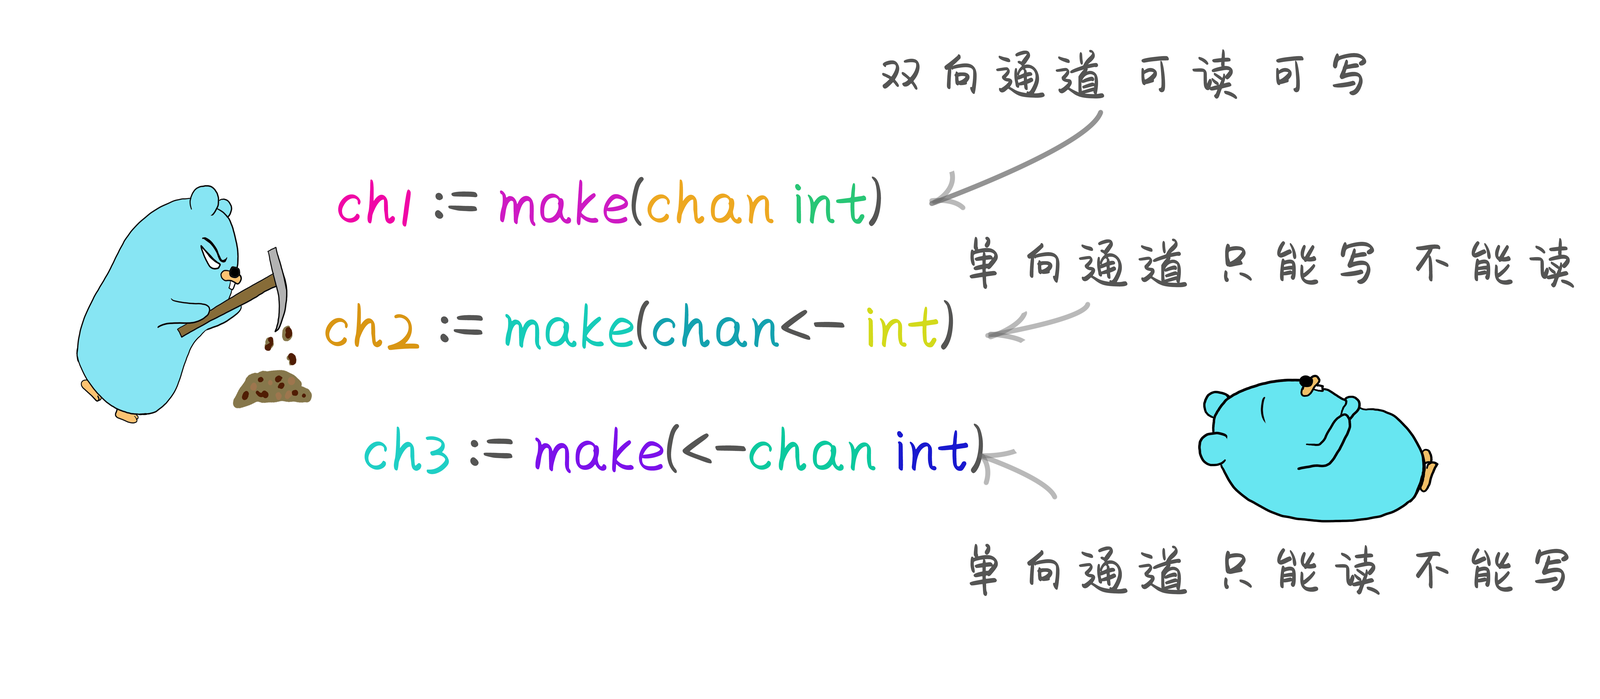 双向通道 可读可写
ch1 := make(chan int)
单向通道 只能写 不能读
ch2 := make(chan<- int)
ch3 := make(<-chan int)
单向通道 只能读 不能写